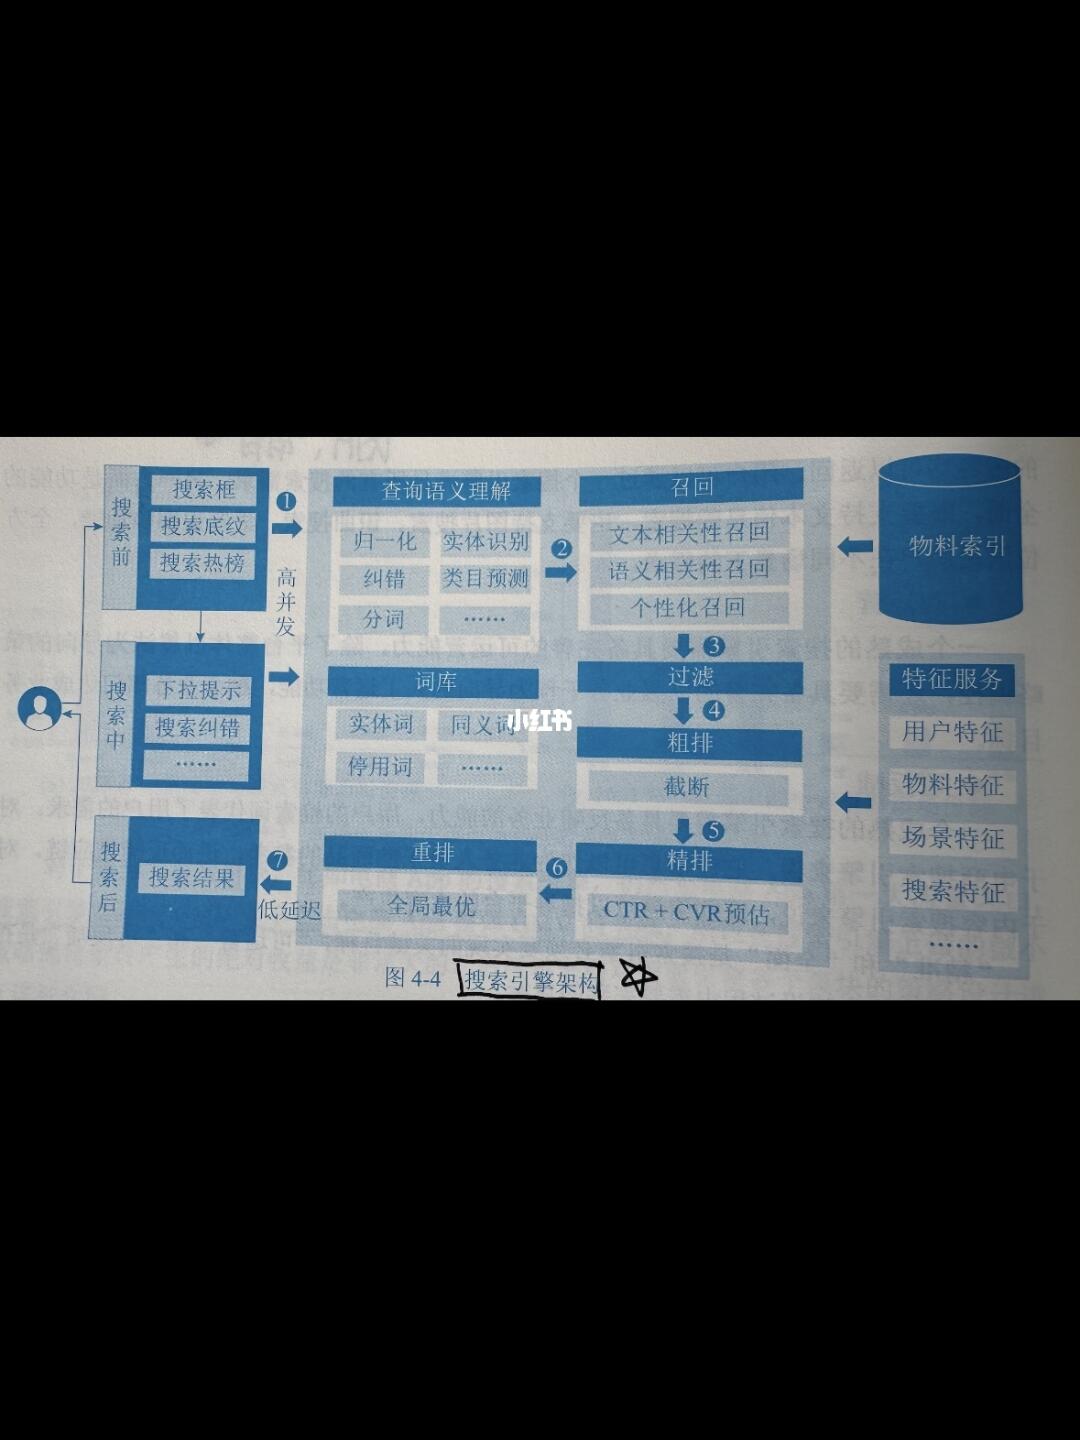 搜索前
搜索框
搜索底纹
搜索热榜
1
高并发
搜索中
下拉提示
搜索纠错
......
搜索后
搜索结果
7
低延迟
查询语义理解
归一化
实体识别
纠错
类目预测
分词
......
2
词库
实体词
同义词
停用词
......
小红书
召回
文本相关性召回
语义相关性召回
个性化召回
3
过滤
4
粗排
截断
5
精排
CTR + CVR预估
6
重排
全局最优
物料索引
特征服务
用户特征
物料特征
场景特征
搜索特征
......
图 4-4 搜索引擎架构